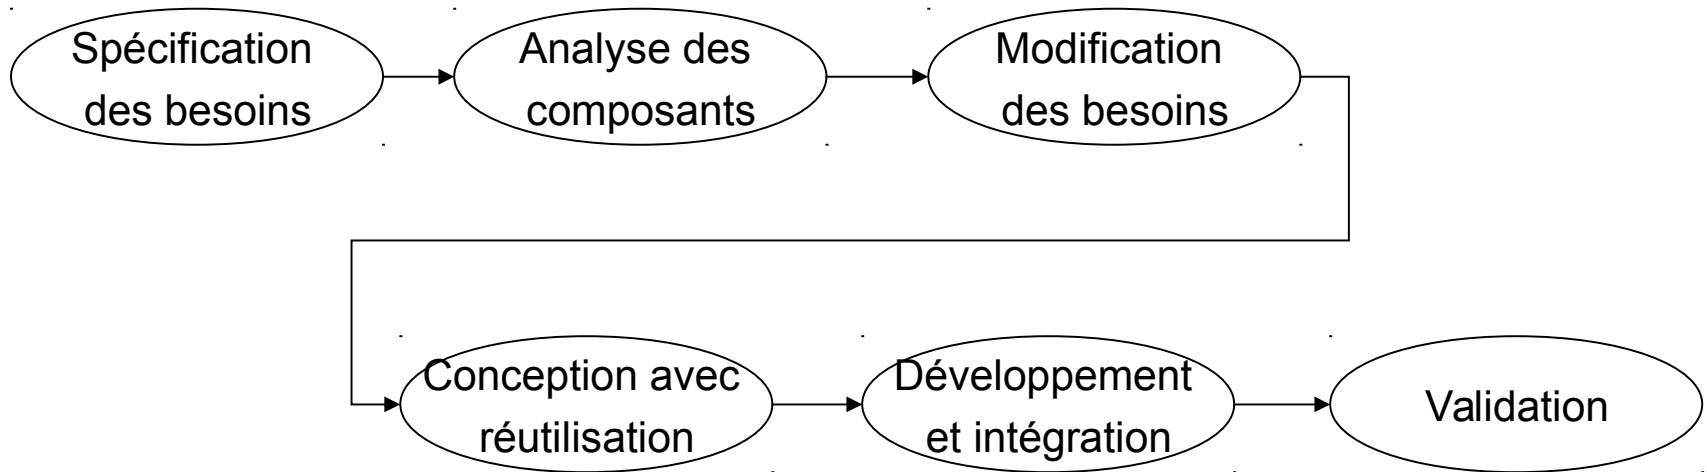 Spécification
des besoins
Analyse des
composants
Modification
des besoins
Conception avec
réutilisation
Développement
et intégration
Validation